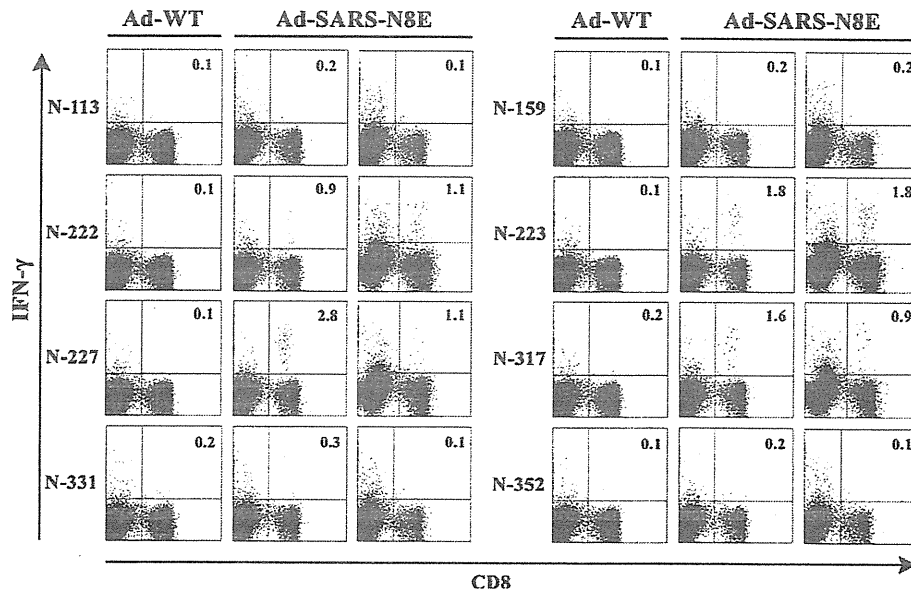 Ad-WT Ad-SARS-N8E Ad-WT Ad-SARS-N8E
N-113 0.1 0.2 0.1 N-159 0.1 0.2 0.2
N-222 0.1 0.9 1.1 N-223 0.1 1.8 1.8
N-227 0.1 2.8 1.1 N-317 0.2 1.6 0.9
N-331 0.2 0.3 0.1 N-352 0.1 0.2 0.1
IFN-γ
CD8